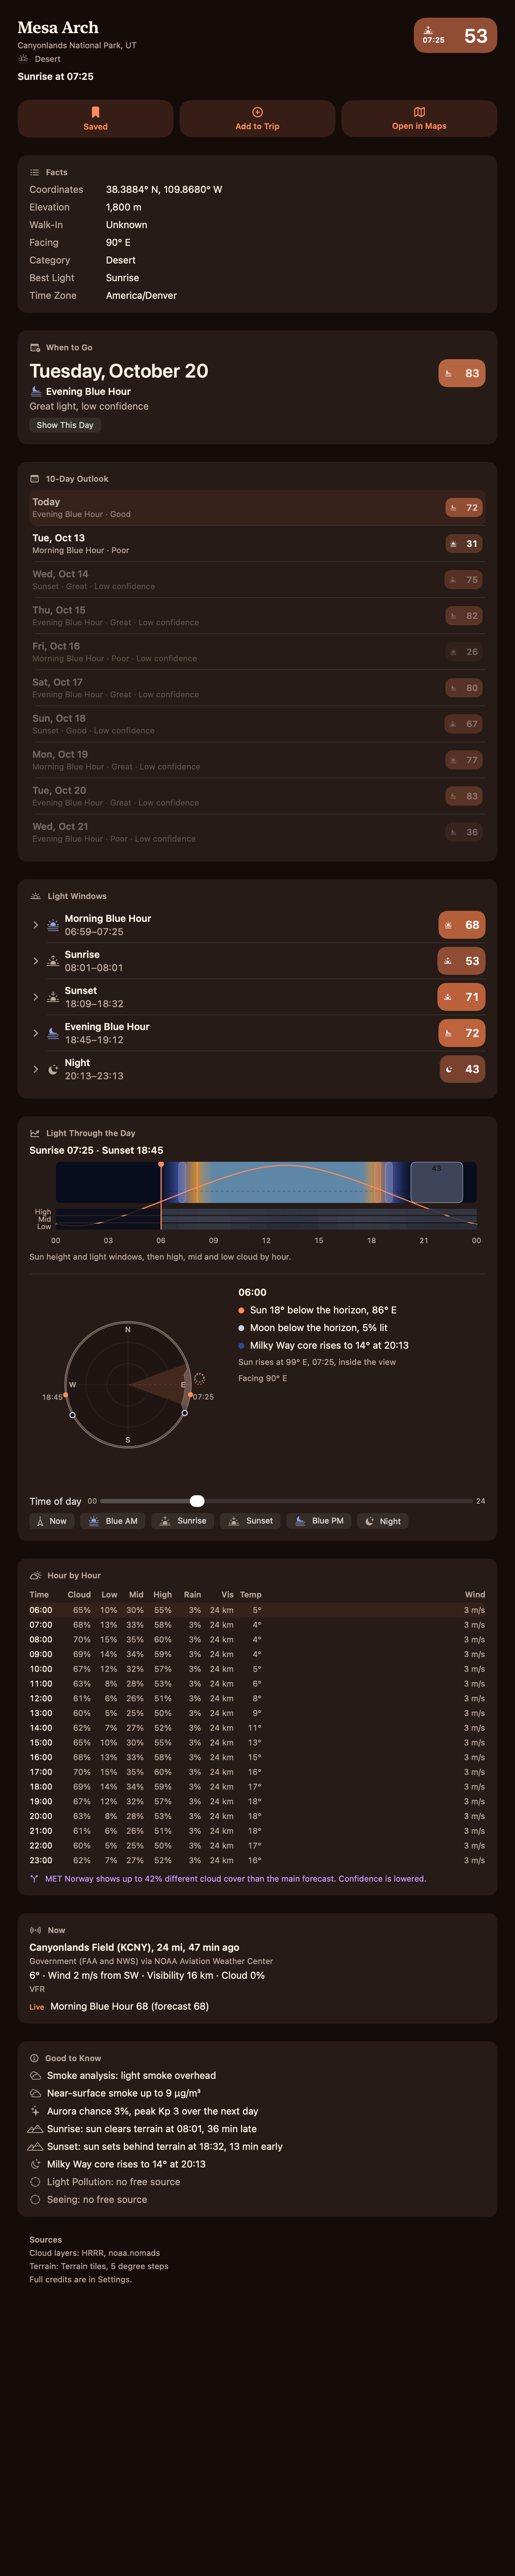 Mesa Arch
Canyonlands National Park, UT
Desert
Sunrise at 07:25
07:25
53
Saved
Add to Trip
Open in Maps
Facts
Coordinates 38.3884° N, 109.8680° W
Elevation 1,800 m
Walk-In Unknown
Facing 90° E
Category Desert
Best Light Sunrise
Time Zone America/Denver
When to Go
Tuesday, October 20
Evening Blue Hour
Great light, low confidence
Show This Day
83
10-Day Outlook
Today
Evening Blue Hour · Good
72
Tue, Oct 13
Morning Blue Hour · Poor
31
Wed, Oct 14
Sunset · Great · Low confidence
75
Thu, Oct 15
Evening Blue Hour · Great · Low confidence
82
Fri, Oct 16
Morning Blue Hour · Poor · Low confidence
26
Sat, Oct 17
Evening Blue Hour · Great · Low confidence
80
Sun, Oct 18
Sunset · Good · Low confidence
67
Mon, Oct 19
Morning Blue Hour · Great · Low confidence
77
Tue, Oct 20
Evening Blue Hour · Great · Low confidence
83
Wed, Oct 21
Evening Blue Hour · Poor · Low confidence
36
Light Windows
Morning Blue Hour
06:59–07:25
68
Sunrise
08:01–08:01
53
Sunset
18:09–18:32
71
Evening Blue Hour
18:45–19:12
72
Night
20:13–23:13
43
Light Through the Day
Sunrise 07:25 · Sunset 18:45
43
High
Mid
Low
00 03 06 09 12 15 18 21 00
Sun height and light windows, then high, mid and low cloud by hour.
N
W
E
S
18:45
07:25
06:00
Sun 18° below the horizon, 86° E
Moon below the horizon, 5% lit
Milky Way core rises to 14° at 20:13
Sun rises at 99° E, 07:25, inside the view
Facing 90° E
Time of day 00 24
Now
Blue AM
Sunrise
Sunset
Blue PM
Night
Hour by Hour
Time Cloud Low Mid High Rain Vis Temp Wind
06:00 65% 10% 30% 55% 3% 24 km 5° 3 m/s
07:00 68% 13% 33% 58% 3% 24 km 4° 3 m/s
08:00 70% 15% 35% 60% 3% 24 km 4° 3 m/s
09:00 69% 14% 34% 59% 3% 24 km 4° 3 m/s
10:00 67% 12% 32% 57% 3% 24 km 5° 3 m/s
11:00 63% 8% 28% 53% 3% 24 km 6° 3 m/s
12:00 61% 6% 26% 51% 3% 24 km 8° 3 m/s
13:00 60% 5% 25% 50% 3% 24 km 9° 3 m/s
14:00 62% 7% 27% 52% 3% 24 km 11° 3 m/s
15:00 65% 10% 30% 55% 3% 24 km 13° 3 m/s
16:00 68% 13% 33% 58% 3% 24 km 15° 3 m/s
17:00 70% 15% 35% 60% 3% 24 km 16° 3 m/s
18:00 69% 14% 34% 59% 3% 24 km 17° 3 m/s
19:00 67% 12% 32% 57% 3% 24 km 18° 3 m/s
20:00 63% 8% 28% 53% 3% 24 km 18° 3 m/s
21:00 61% 6% 26% 51% 3% 24 km 18° 3 m/s
22:00 60% 5% 25% 50% 3% 24 km 17° 3 m/s
23:00 62% 7% 27% 52% 3% 24 km 16° 3 m/s
MET Norway shows up to 42% different cloud cover than the main forecast. Confidence is lowered.
Now
Canyonlands Field (KCNY), 24 mi, 47 min ago
Government (FAA and NWS) via NOAA Aviation Weather Center
6° · Wind 2 m/s from SW · Visibility 16 km · Cloud 0%
VFR
Live Morning Blue Hour 68 (forecast 68)
Good to Know
Smoke analysis: light smoke overhead
Near-surface smoke up to 9 µg/m³
Aurora chance 3%, peak Kp 3 over the next day
Sunrise: sun clears terrain at 08:01, 36 min late
Sunset: sun sets behind terrain at 18:32, 13 min early
Milky Way core rises to 14° at 20:13
Light Pollution: no free source
Seeing: no free source
Sources
Cloud layers: HRRR, noaa.nomads
Terrain: Terrain tiles, 5 degree steps
Full credits are in Settings.